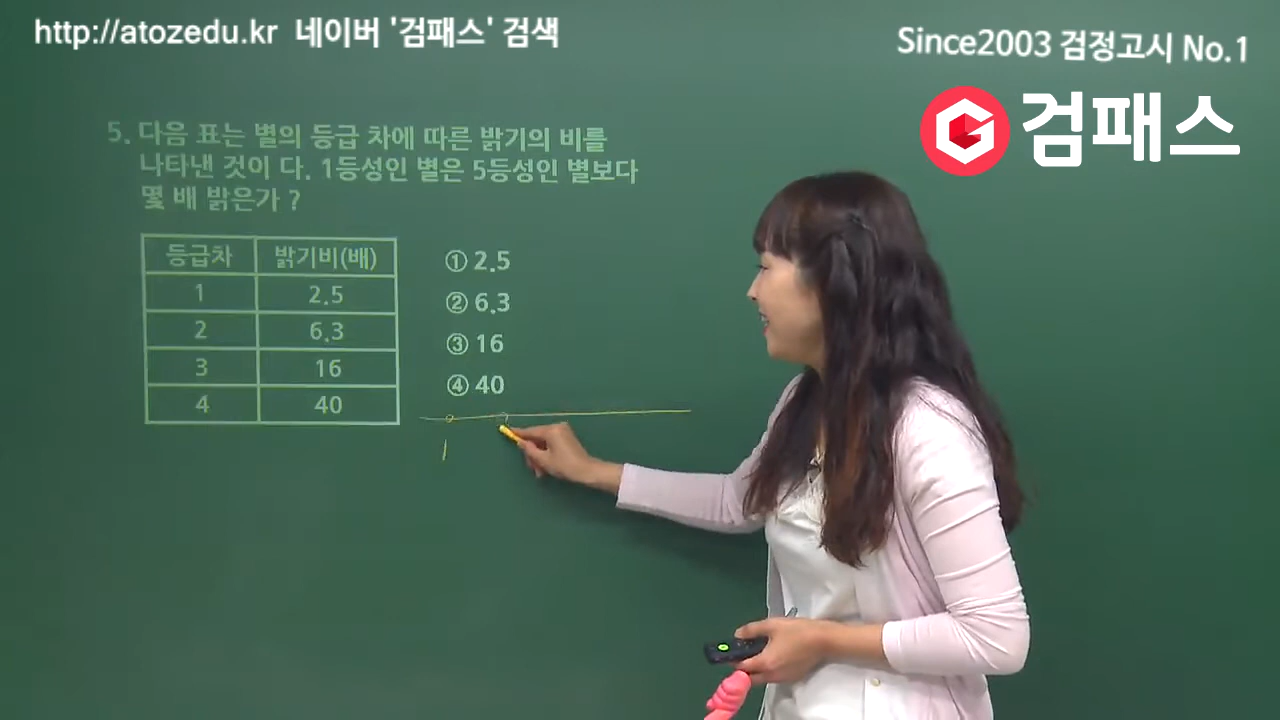 http://atozedu.kr 네이버 '검패스' 검색
Since2003 검정고시 No.1
검패스
5. 다음 표는 별의 등급 차에 따른 밝기의 비를
나타낸 것이 다. 1등성인 별은 5등성인 별보다
몇 배 밝은가 ?
등급차 밝기비(배)
1 2.5
2 6.3
3 16
4 40
① 2.5
② 6.3
③ 16
④ 40
1